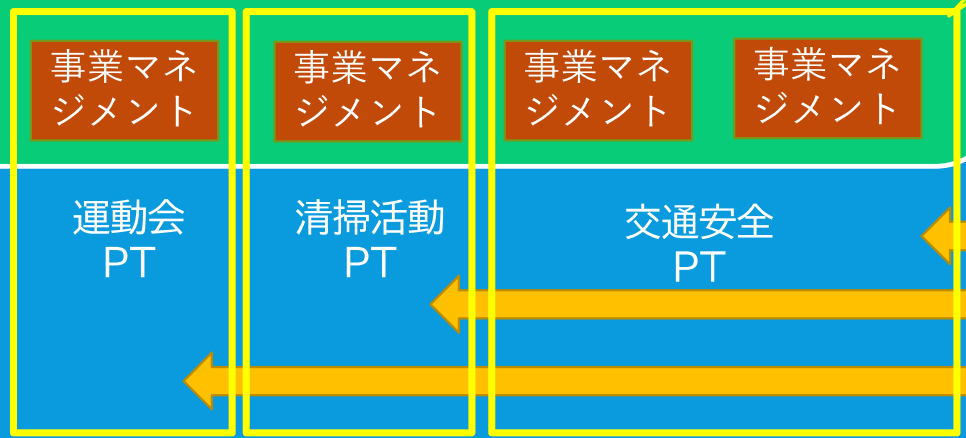 事業マネ
ジメント
事業マネ
ジメント
事業マネ
ジメント
事業マネ
ジメント
運動会
PT
清掃活動
PT
交通安全
PT